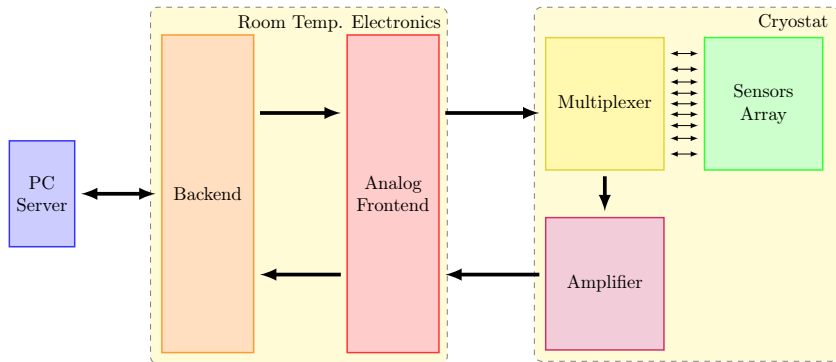 Room Temp. Electronics
Cryostat
PC
Server
Backend
Analog
Frontend
Multiplexer
Sensors
Array
Amplifier